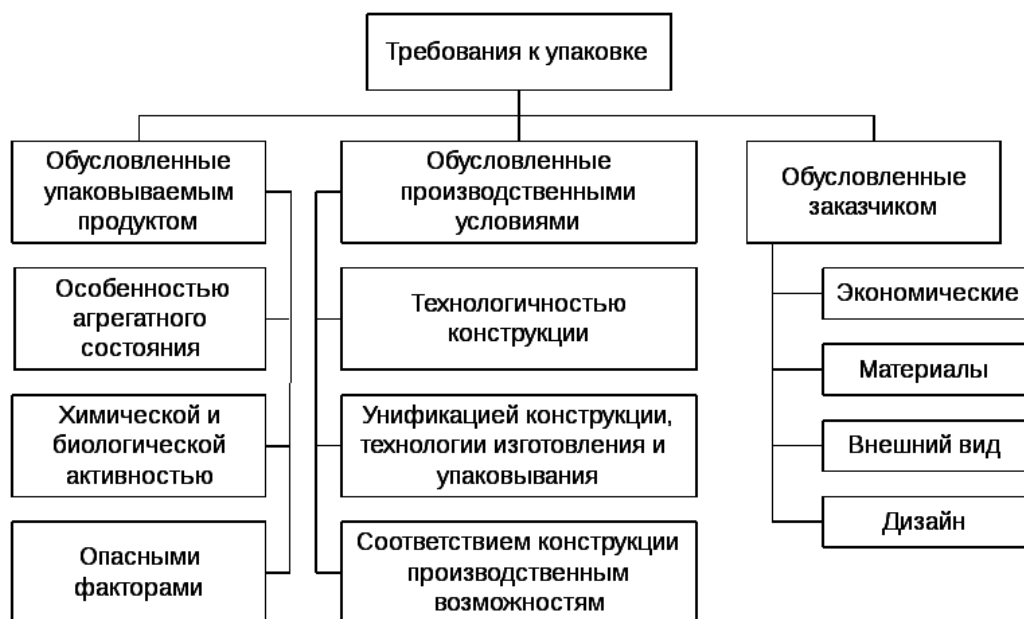 Требования к упаковке
Обусловленные
упаковываемым
продуктом
Особенностью
агрегатного
состояния
Химической и
биологической
активностью
Опасными
факторами
Обусловленные
производственными
условиями
Технологичностью
конструкции
Унификацией конструкции,
технологии изготовления и
упаковывания
Соответствием конструкции
производственным
возможностям
Обусловленные
заказчиком
Экономические
Материалы
Внешний вид
Дизайн